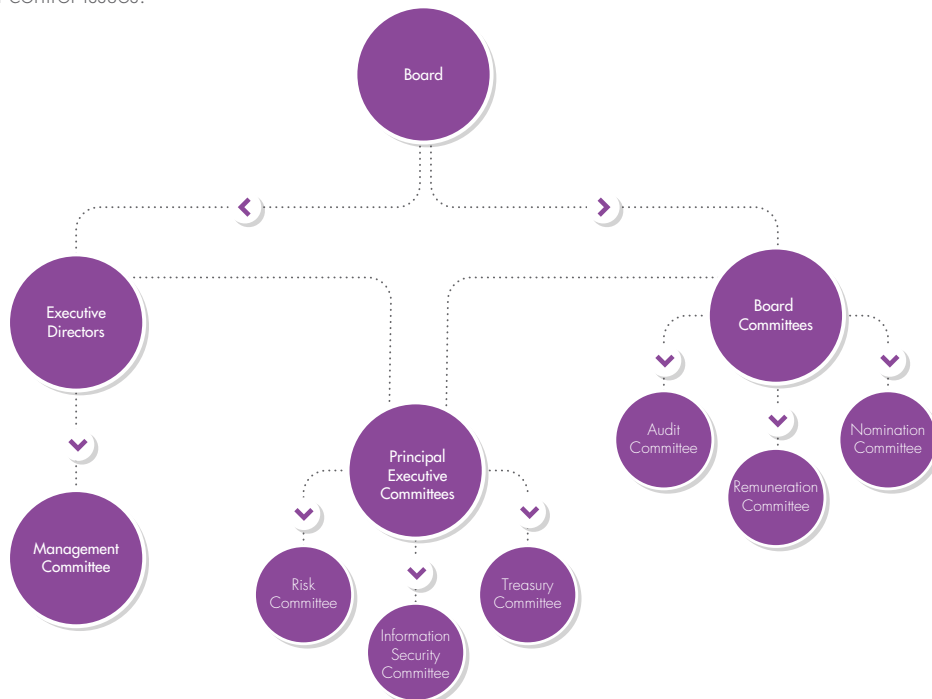 Board
Executive
Directors
Board
Committees
Audit
Committee
Nomination
Committee
Principal
Executive
Committees
Remuneration
Committee
Management
Committee
Risk
Committee
Treasury
Committee
Information
Security
Committee